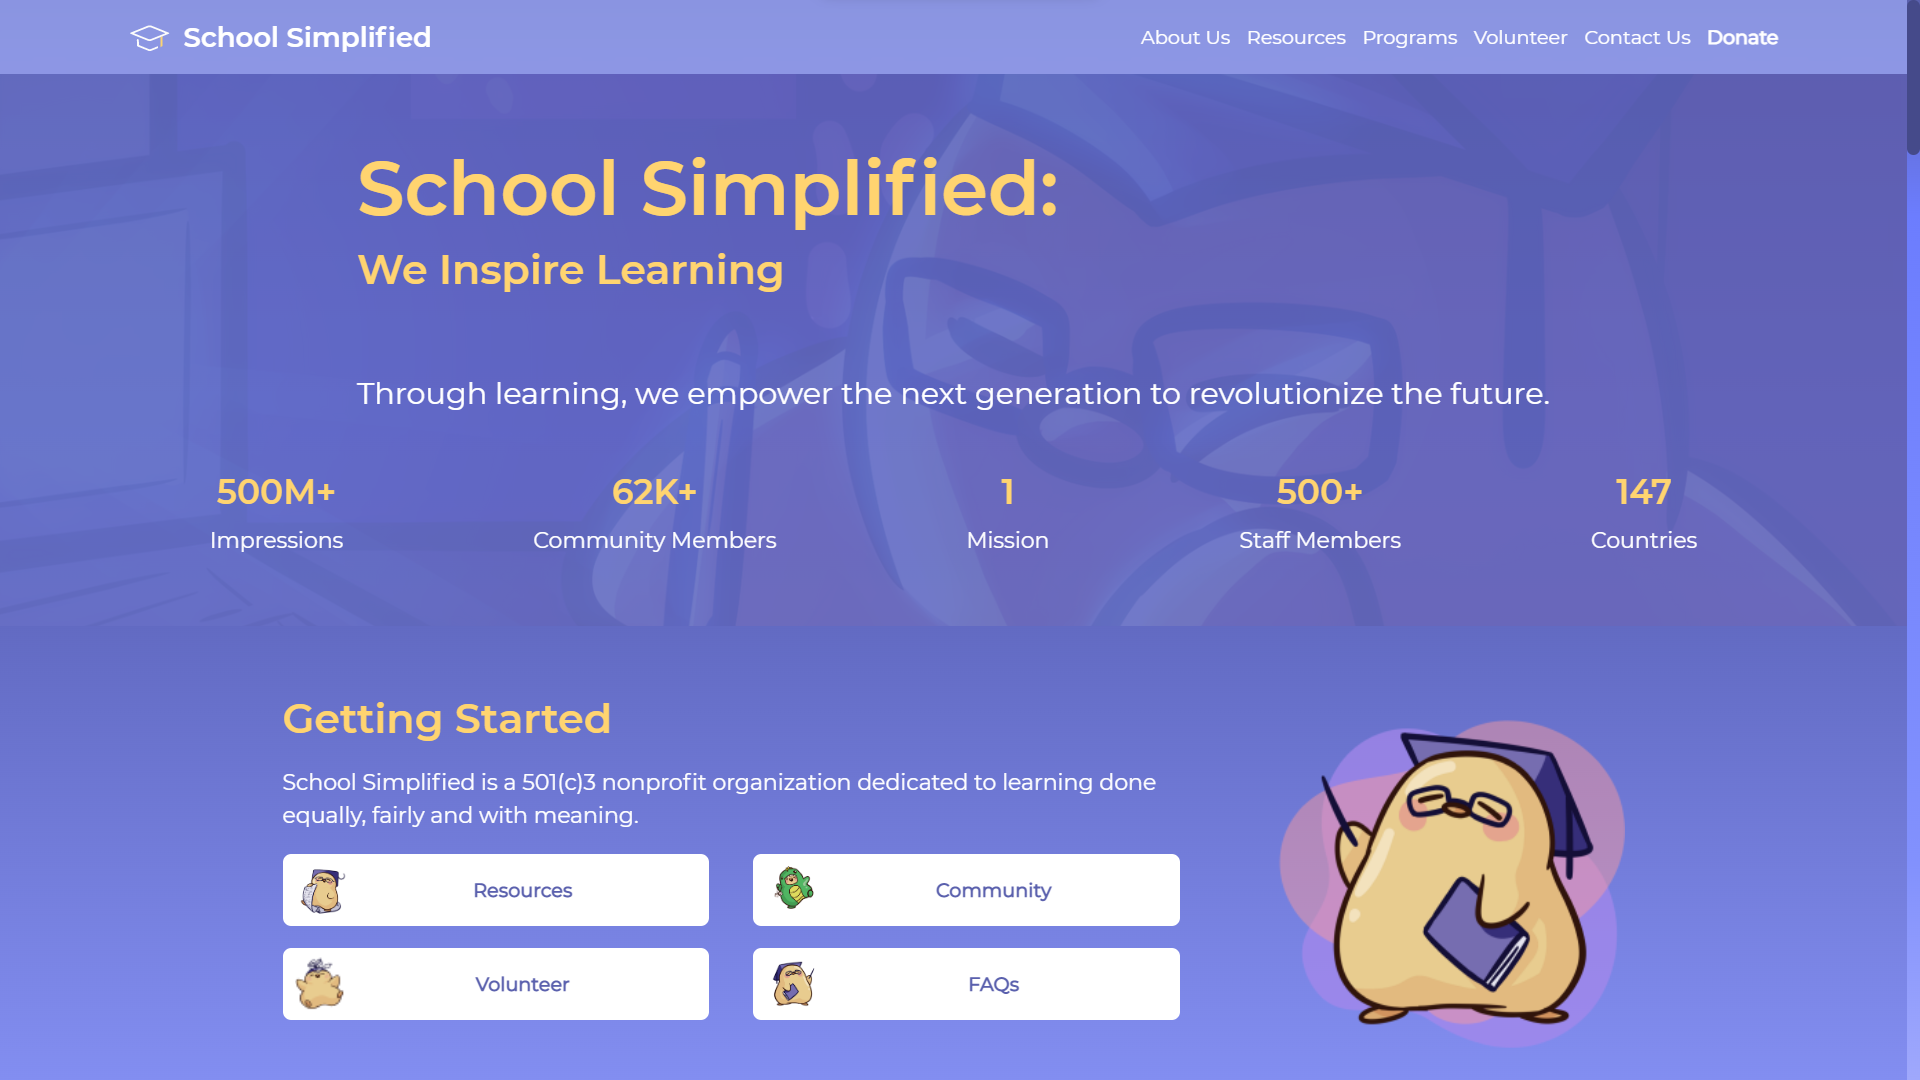 School Simplified
About Us
Resources
Programs
Volunteer
Contact Us
Donate
School Simplified:
We Inspire Learning
Through learning, we empower the next generation to revolutionize the future.
500M+
Impressions
62K+
Community Members
1
Mission
500+
Staff Members
147
Countries
Getting Started
School Simplified is a 501(c)3 nonprofit organization dedicated to learning done
equally, fairly and with meaning.
Resources
Community
Volunteer
FAQs